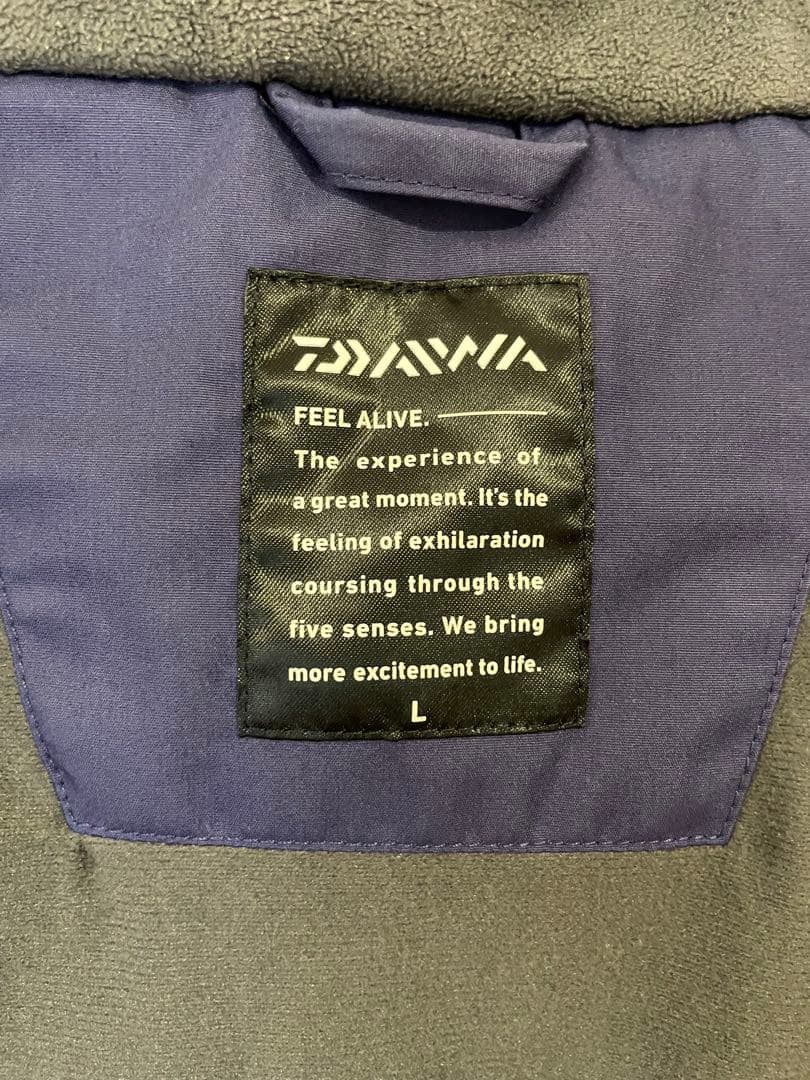 DAIWA
FEEL ALIVE.
The experience of
a great moment. It's the
feeling of exhilaration
coursing through the
five senses. We bring
more excitement to life.
L